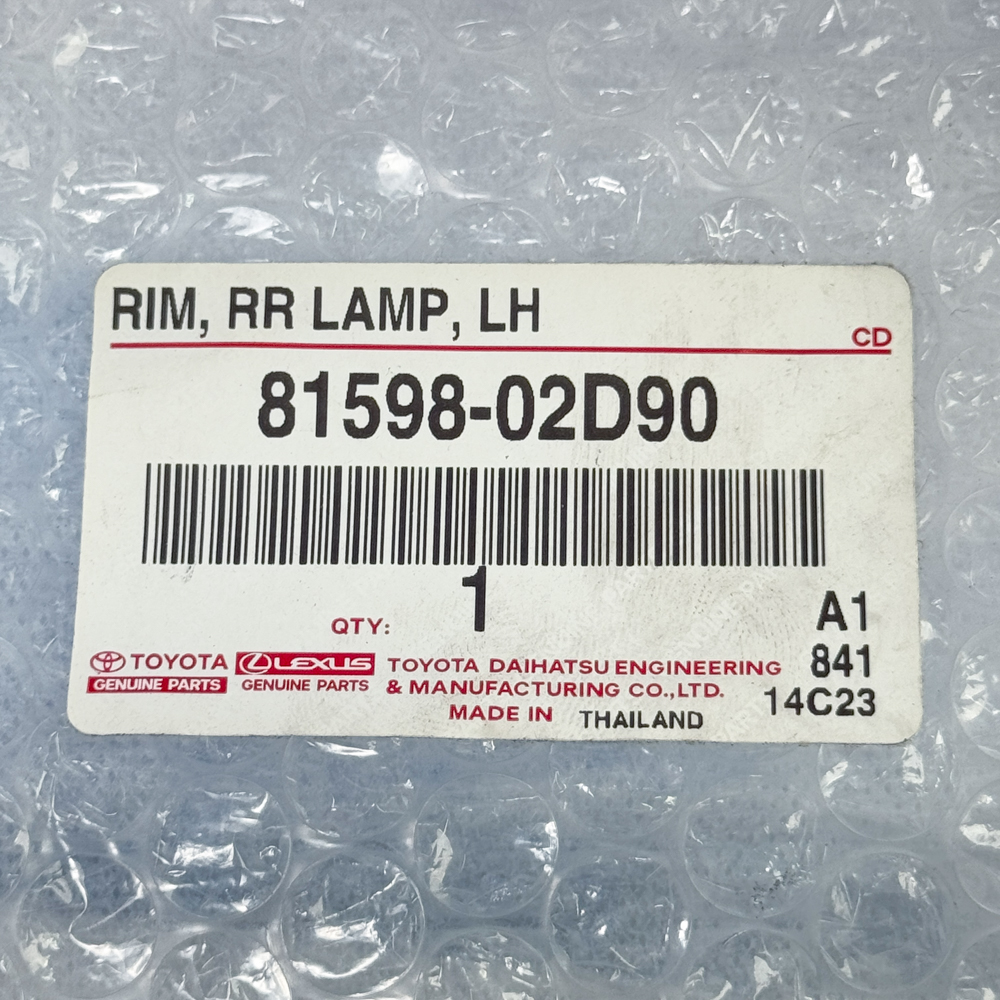 RIM, RR LAMP, LH
CD
81598-02D90
1
QTY:
A1
TOYOTA LEXUS TOYOTA DAIHATSU ENGINEERING 841
GENUINE PARTS GENUINE PARTS & MANUFACTURING CO.,LTD. 14C23
MADE IN THAILAND